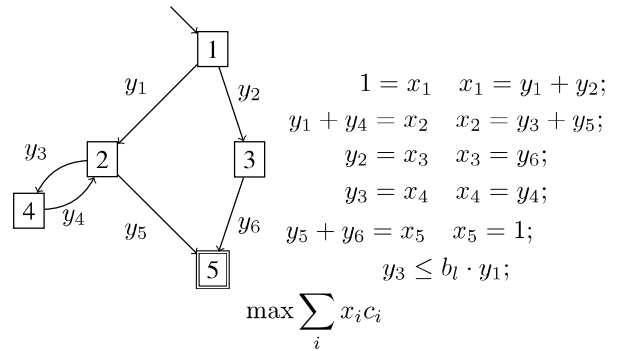 1
y₁
y₂
1 = x₁ x₁ = y₁ + y₂;
y₁ + y₄ = x₂ x₂ = y₃ + y₅;
y₃
2
3
y₂ = x₃ x₃ = y₆;
4
y₄
y₃ = x₄ x₄ = y₄;
y₅
y₆
y₅ + y₆ = x₅ x₅ = 1;
5
y₃ ≤ bₗ · y₁;
max ∑ᵢ xᵢcᵢ